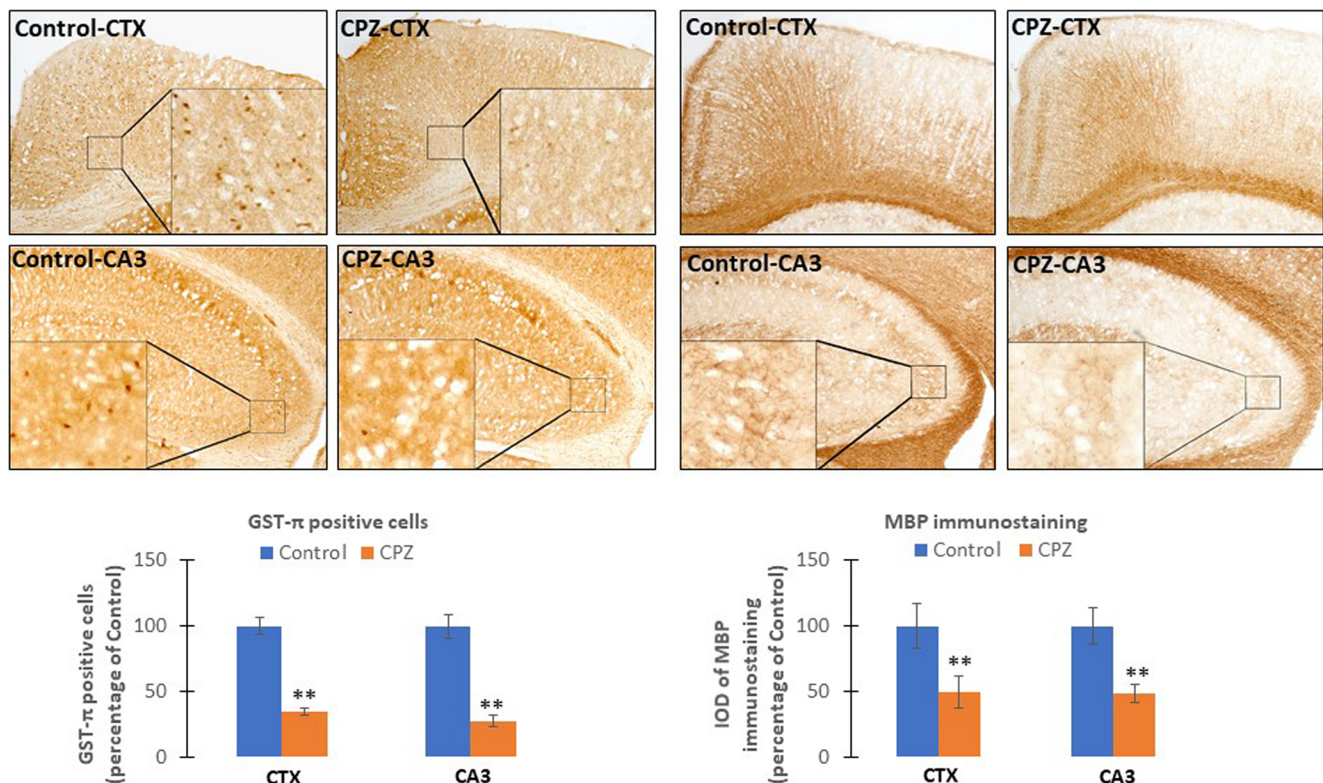 Control-CTX
CPZ-CTX
Control-CTX
CPZ-CTX
Control-CA3
CPZ-CA3
Control-CA3
CPZ-CA3
GST-π positive cells
Control CPZ
GST-π positive cells
(percentage of Control)
150
100
50
0
**
**
CTX
CA3
MBP immunostaining
Control CPZ
IOD of MBP
immunostaining
(percentage of Control)
150
100
50
0
**
**
CTX
CA3